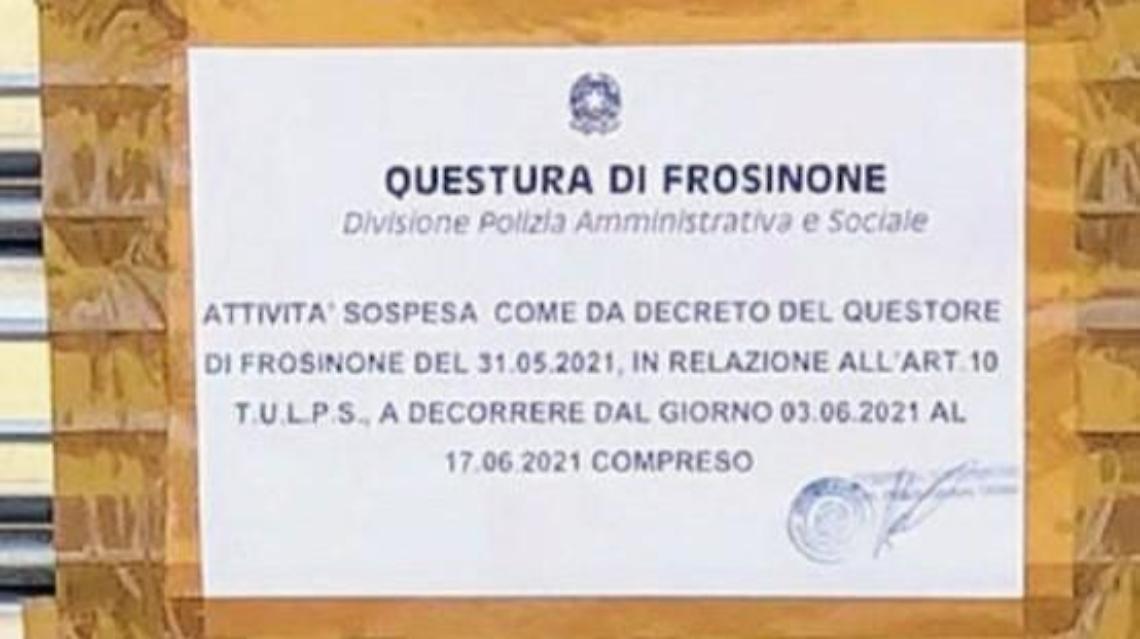 QUESTURA DI FROSINONE
Divisione Polizia Amministrativa e Sociale
ATTIVITA' SOSPESA COME DA DECRETO DEL QUESTORE
DI FROSINONE DEL 31.05.2021, IN RELAZIONE ALL'ART.10
T.U.L.P.S., A DECORRERE DAL GIORNO 03.06.2021 AL
17.06.2021 COMPRESO